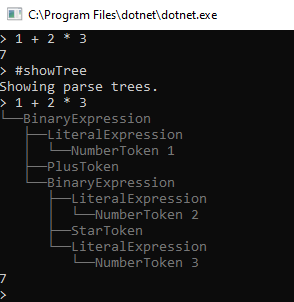 C:\Program Files\dotnet\dotnet.exe
> 1 + 2 * 3
7
> #showTree
Showing parse trees.
> 1 + 2 * 3
└──BinaryExpression
   ├──LiteralExpression
   │  └──NumberToken 1
   ├──PlusToken
   └──BinaryExpression
      ├──LiteralExpression
      │  └──NumberToken 2
      ├──StarToken
      └──LiteralExpression
         └──NumberToken 3
7
>